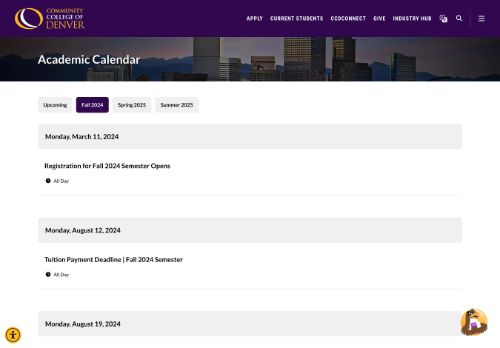 COMMUNITY
COLLEGE OF
DENVER
APPLY CURRENT STUDENTS CCDCONNECT GIVE INDUSTRY HUB
Academic Calendar
Upcoming Fall 2024 Spring 2025 Summer 2025
Monday, March 11, 2024
Registration for Fall 2024 Semester Opens
All Day
Monday, August 12, 2024
Tuition Payment Deadline | Fall 2024 Semester
All Day
Monday, August 19, 2024